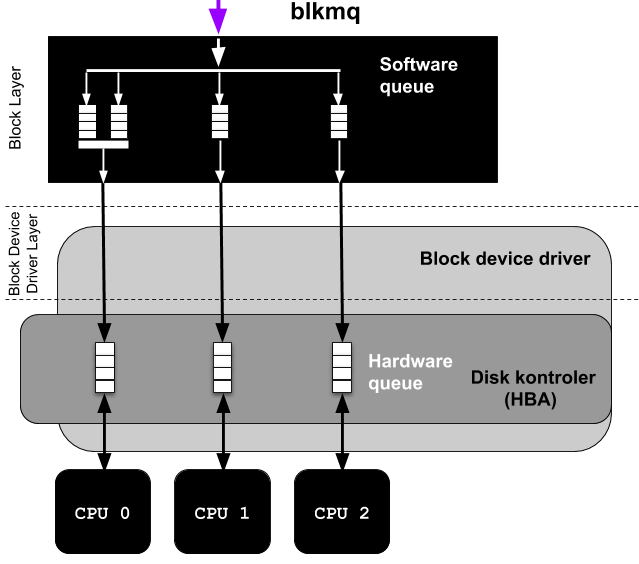 blkmq
Software
queue
Block Layer
Block Device
Driver Layer
Block device driver
Hardware
queue
Disk kontroler
(HBA)
CPU 0
CPU 1
CPU 2